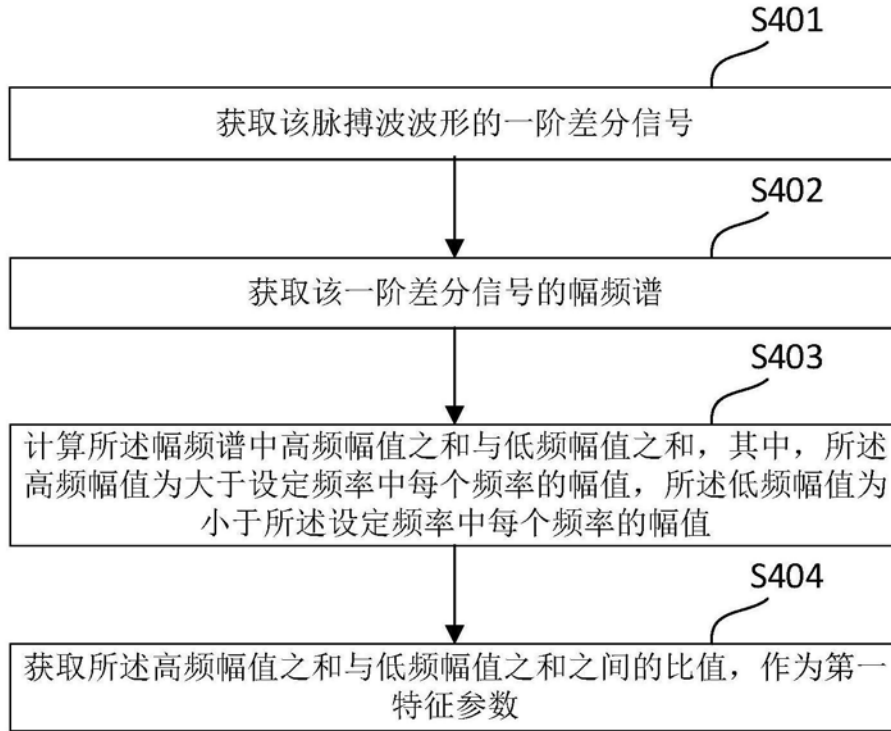 S401
获取该脉搏波波形的一阶差分信号
S402
获取该一阶差分信号的幅频谱
S403
计算所述幅频谱中高频幅值之和与低频幅值之和，其中，所述
高频幅值为大于设定频率中每个频率的幅值，所述低频幅值为
小于所述设定频率中每个频率的幅值
S404
获取所述高频幅值之和与低频幅值之和之间的比值，作为第一
特征参数